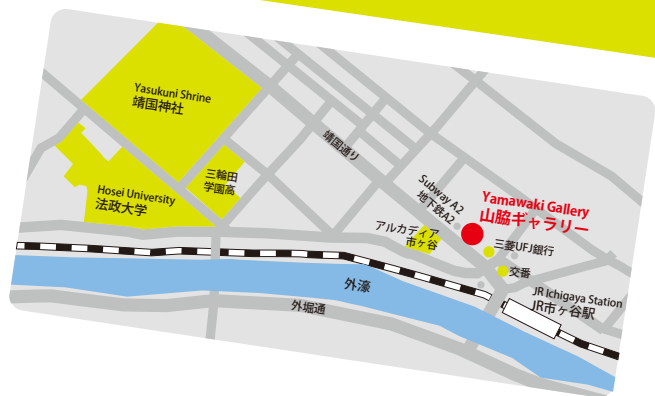 Yasukuni Shrine
靖国神社
靖国通り
三輪田
学園高
Hosei University
法政大学
Subway A2
地下鉄A2
Yamawaki Gallery
山脇ギャラリー
アルカディア
市ヶ谷
三菱UFJ銀行
交番
外濠
外堀通
JR Ichigaya Station
JR市ヶ谷駅